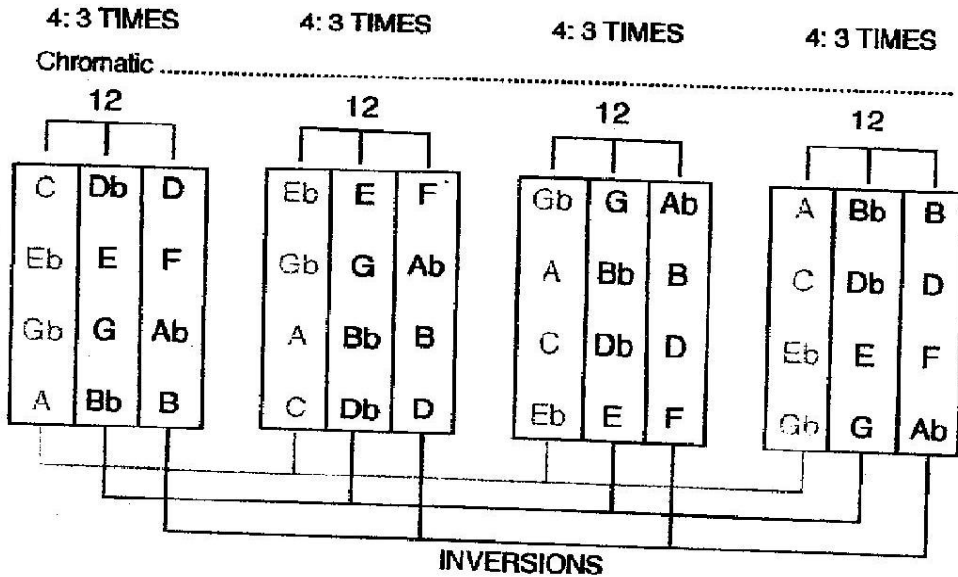 4: 3 TIMES 4: 3 TIMES 4: 3 TIMES 4: 3 TIMES
Chromatic
12 12 12 12
C Db D Eb E F Gb G Ab A Bb B
Eb E F Gb G Ab A Bb B C Db D
Gb G Ab A Bb B C Db D Eb E F
A Bb B C Db D Eb E F Gb G Ab
INVERSIONS